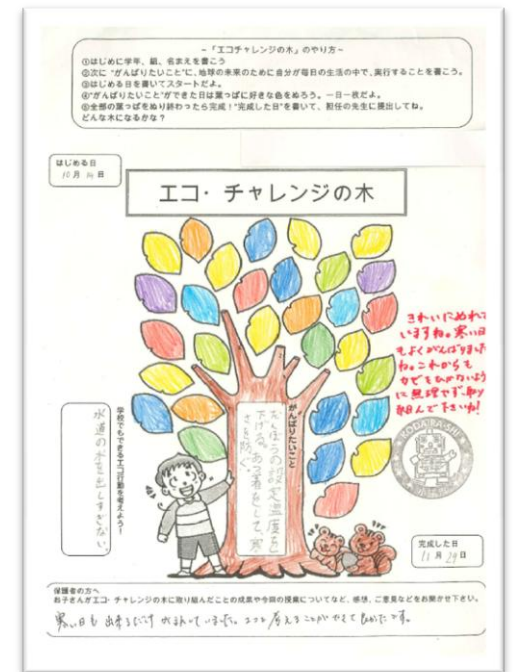 ~「エコチャレンジの木」のやり方~
①はじめに学年、組、名まえを書こう
②次に"がんばりたいこと"に、地球の未来のために自分が毎日の生活の中で、実行することを書こう。
③はじめる日を書いてスタートだよ。
④"がんばりたいこと"ができた日は葉っぱに好きな色をぬろう。一日一枚だよ。
⑤全部の葉っぱをぬり終わったら完成!"完成した日"を書いて、担任の先生に提出してね。
どんな木になるかな?
はじめる日
10月14日
エコ・チャレンジの木
きれいにぬれて
いますね。寒い日
もよくがんばりました
ね。これからも
カゼをひかないよう
に無理せず、取り
組んで下さいね!
がんばりたいこと
だんぼうの設定温度を
下げる。あつ着をして、寒
さを防ぐ。
学校でもできるエコ行動を考えよう!
水道の水を出しすぎない。
KODAIRA-SHI
完成した日
月29日
保護者の方へ
お子さんがエコ・チャレンジの木に取り組んだことの成果や今回の授業についてなど、感想、ご意見などをお聞かせ下さい。
寒い日も出来るだけがまんしていました。エコを考えることができて良かったです。